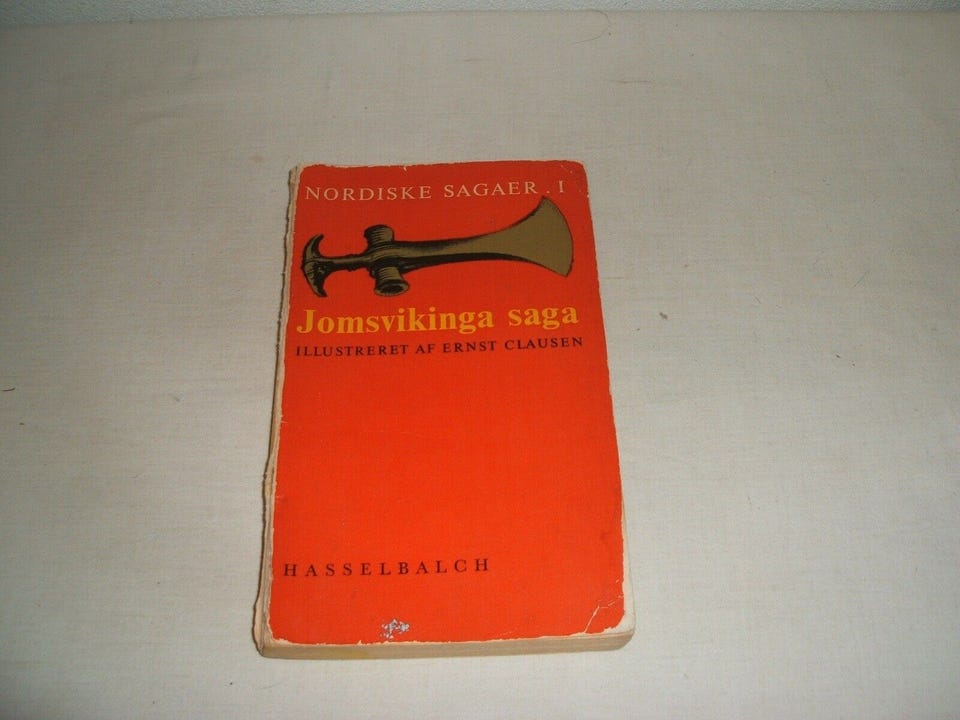 NORDISKE SAGAER . I
Jomsvikinga saga
ILLUSTRERET AF ERNST CLAUSEN
HASSELBALCH